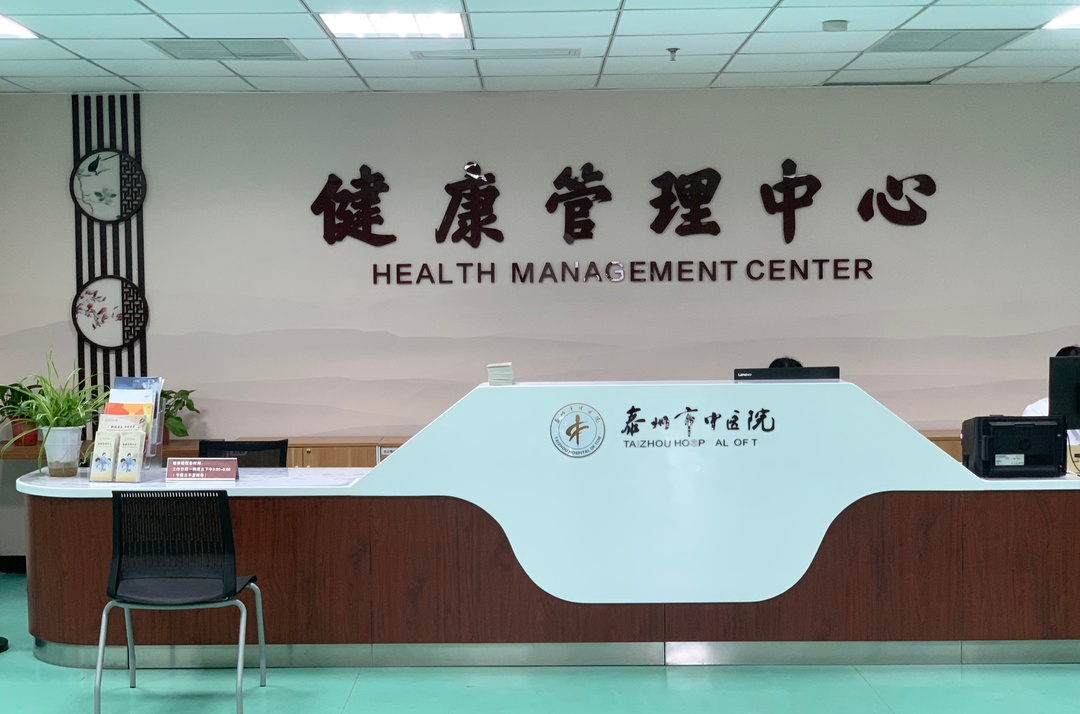 健康管理中心
HEALTH MANAGEMENT CENTER
泰州市中医院
TAIZHOU HOSP AL OF T
lenovo